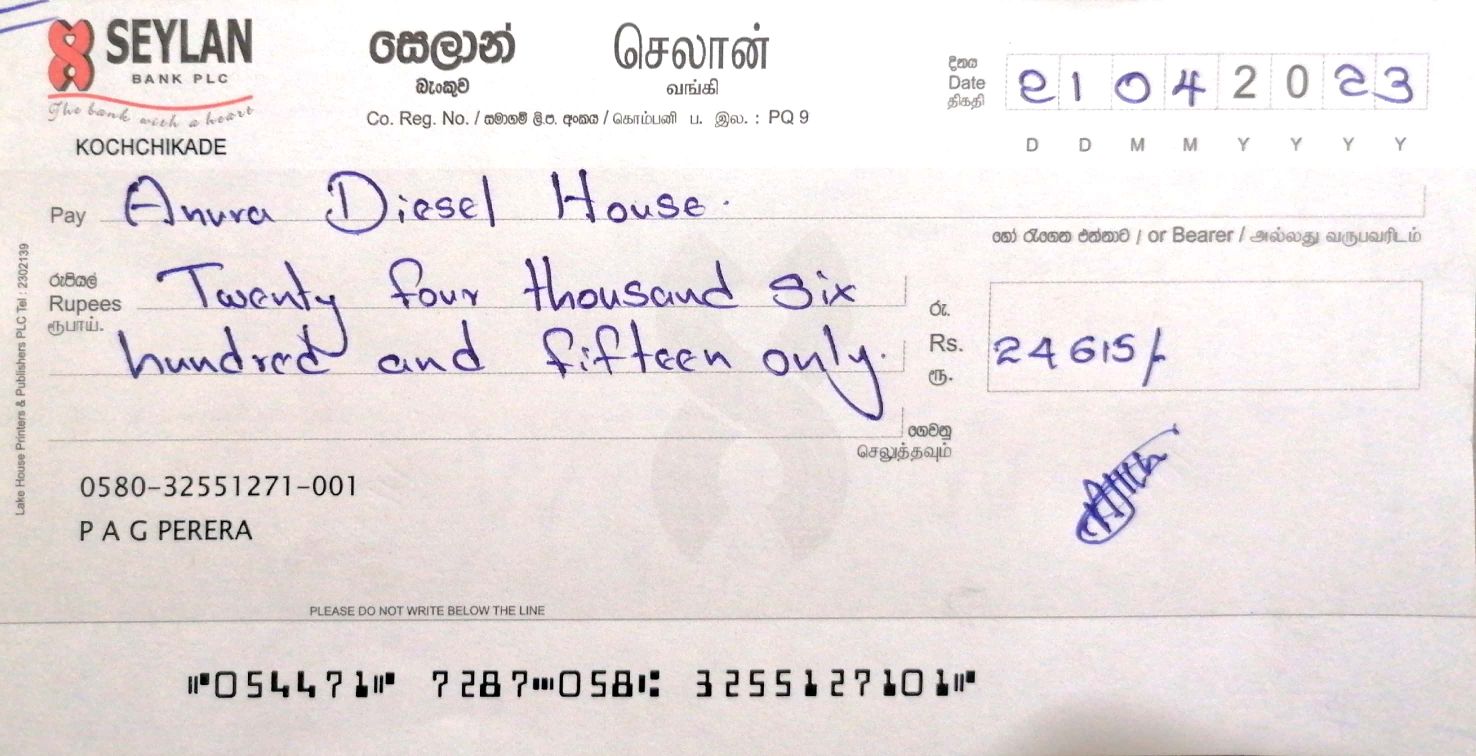 SEYLAN
BANK PLC
The bank with a heart
KOCHCHIKADE
සෙලාන්
බැංකුව
செலான்
வங்கி
Co. Reg. No. / සමාගම් ලි.ප. අංකය / கொம்பனி ப. இல. : PQ 9
දිනය
Date
திகதி
21 04 2023
D D M M Y Y Y Y
Pay Anura Diesel House.
හෝ රැගෙන එන්නාට / or Bearer / அல்லது வருபவரிடம்
රුපියල්
Rupees
ரூபாய்.
Twenty four thousand six
hundred and fifteen only.
රු.
Rs.
ரூ.
24615/-
ගෙවනු
செலுத்தவும்
0580-32551271-001
P A G PERERA
Lake House Printers & Publishers PLC Tel : 2302139
PLEASE DO NOT WRITE BELOW THE LINE
⑈054471⑈ 7287⑉058⑆ 3255127101⑈